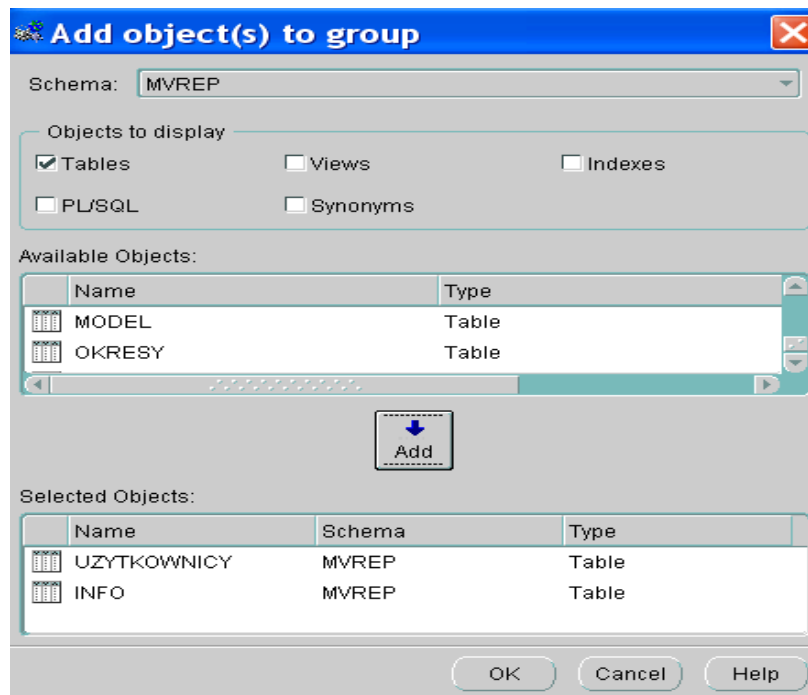 Add object(s) to group
Schema: MVREP
Objects to display
Tables Views Indexes
PL/SQL Synonyms
Available Objects:
Name Type
MODEL Table
OKRESY Table
Add
Selected Objects:
Name Schema Type
UZYTKOWNICY MVREP Table
INFO MVREP Table
OK Cancel Help